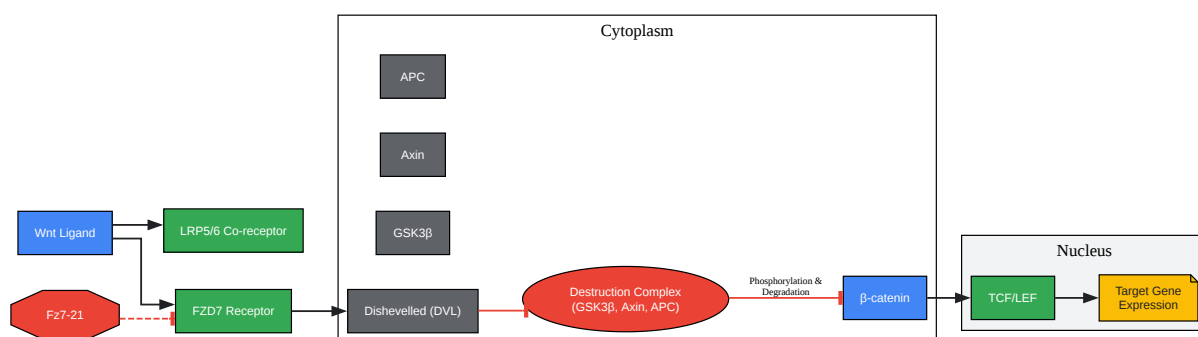 Cytoplasm
APC
Axin
GSK3β
Wnt Ligand
LRP5/6 Co-receptor
Fz7-21
FZD7 Receptor
Dishevelled (DVL)
Destruction Complex
(GSK3β, Axin, APC)
Phosphorylation &
Degradation
β-catenin
Nucleus
TCF/LEF
Target Gene
Expression